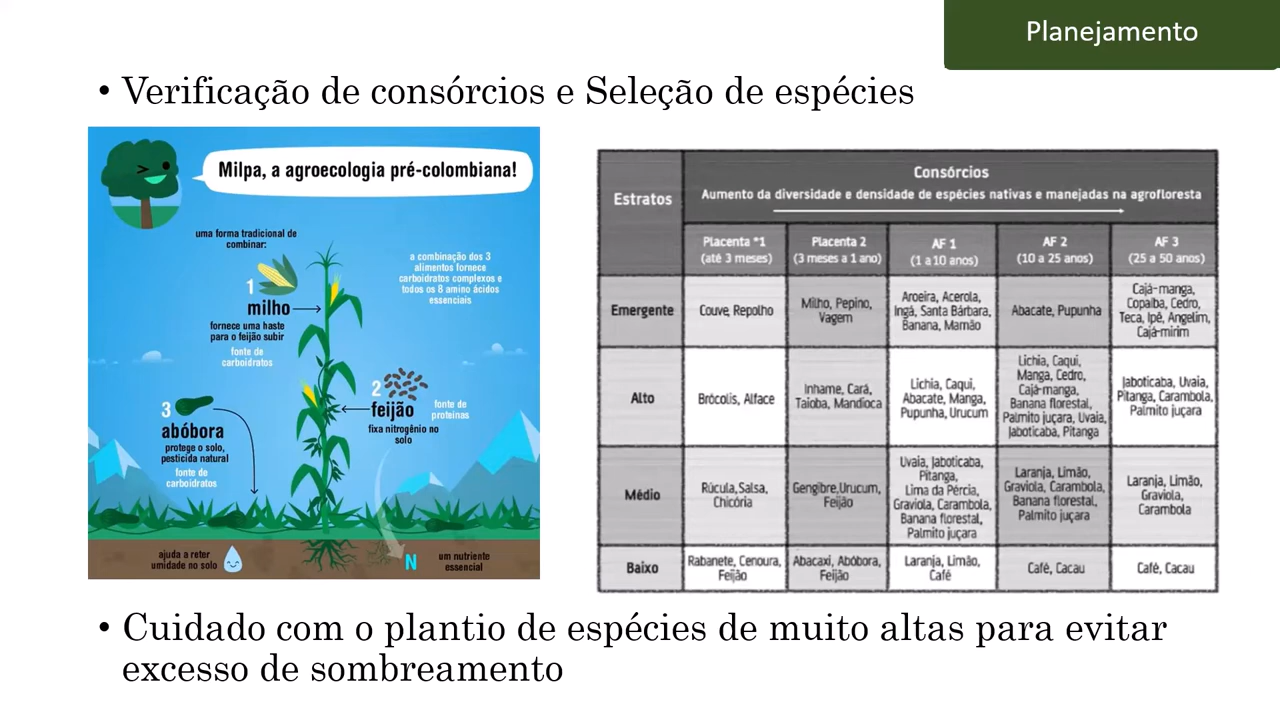 Planejamento
• Verificação de consórcios e Seleção de espécies
Milpa, a agroecologia pré-colombiana!
uma forma tradicional de
combinar:
1
milho
fornece uma haste
para o feijão subir
fonte de
carboidratos
a combinação dos 3
alimentos fornece
carboidratos complexos e
todos os 8 amino ácidos
essenciais
2
feijão
fixa nitrogênio no
solo
fonte de
proteínas
3
abóbora
protege o solo,
pesticida natural
fonte de
carboidratos
ajuda a reter
umidade no solo
N
um nutriente
essencial
Estratos
Consórcios
Aumento da diversidade e densidade de espécies nativas e manejadas na agrofloresta
Placenta *1
(até 3 meses)
Placenta 2
(3 meses a 1 ano)
AF 1
(1 a 10 anos)
AF 2
(10 a 25 anos)
AF 3
(25 a 50 anos)
Emergente
Couve, Repolho
Milho, Pepino,
Vagem
Aroeira, Acerola,
Ingá, Santa Bárbara,
Banana, Mamão
Abacate, Pupunha
Cajá-manga,
Copaíba, Cedro,
Teca, Ipê, Angelim,
Cajá-mirim
Alto
Brócolis, Alface
Inhame, Cará,
Taioba, Mandioca
Lichia, Caqui,
Abacate, Manga,
Pupunha, Urucum
Lichia, Caqui,
Manga, Cedro,
Cajá-manga,
Banana florestal,
Palmito juçara, Uvaia,
Jaboticaba, Pitanga
Jaboticaba, Uvaia,
Pitanga, Carambola,
Palmito juçara
Médio
Rúcula,Salsa,
Chicória
Gengibre,Urucum,
Feijão
Uvaia, Jaboticaba,
Pitanga,
Lima da Pércia,
Graviola, Carambola,
Banana florestal,
Palmito juçara
Laranja, Limão,
Graviola, Carambola,
Banana florestal,
Palmito juçara
Laranja, Limão,
Graviola,
Carambola
Baixo
Rabanete, Cenoura,
Feijão
Abacaxi, Abóbora,
Feijão
Laranja, Limão,
Café
Café, Cacau
Café, Cacau
• Cuidado com o plantio de espécies de muito altas para evitar
excesso de sombreamento